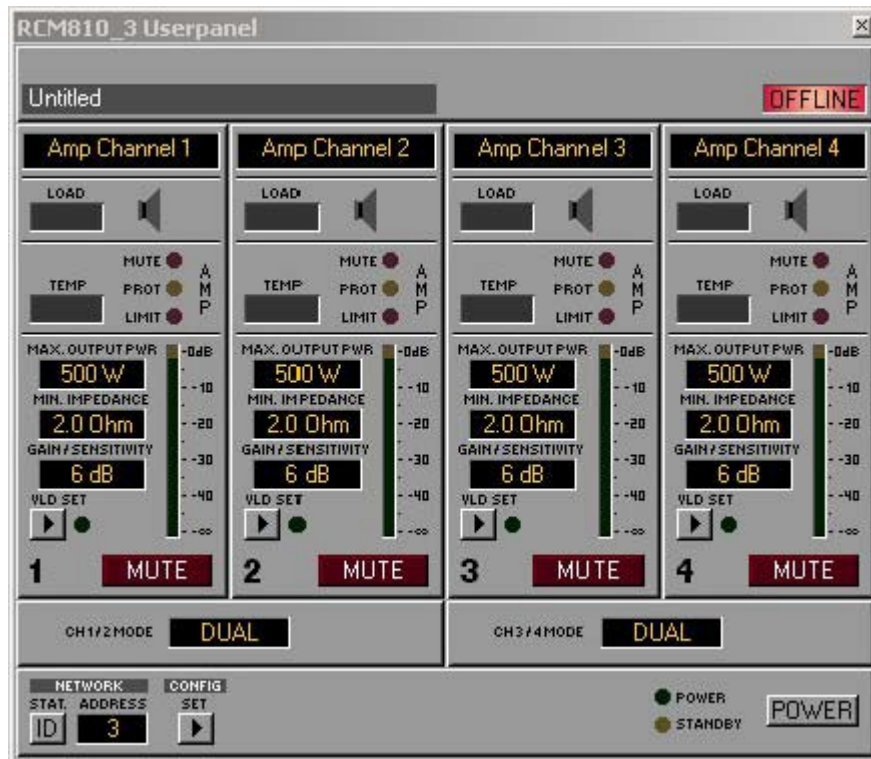 RCM810_3 Userpanel
Untitled OFFLINE
Amp Channel 1 Amp Channel 2 Amp Channel 3 Amp Channel 4
LOAD LOAD LOAD LOAD
MUTE MUTE MUTE MUTE
TEMP PROT AMP TEMP PROT AMP TEMP PROT AMP TEMP PROT AMP
LIMIT LIMIT LIMIT LIMIT
MAX. OUTPUT PWR -0dB MAX. OUTPUT PWR -0dB MAX. OUTPUT PWR -0dB MAX. OUTPUT PWR -0dB
500 W --10 500 W --10 500 W --10 500 W --10
MIN. IMPEDANCE MIN. IMPEDANCE MIN. IMPEDANCE MIN. IMPEDANCE
2.0 Ohm --20 2.0 Ohm --20 2.0 Ohm --20 2.0 Ohm --20
GAIN / SENSITIVITY --30 GAIN / SENSITIVITY --30 GAIN / SENSITIVITY --30 GAIN / SENSITIVITY --30
6 dB 6 dB 6 dB 6 dB
VLD SET --40 VLD SET --40 VLD SET --40 VLD SET --40
--∞ --∞ --∞ --∞
1 MUTE 2 MUTE 3 MUTE 4 MUTE
CH1/2 MODE DUAL CH3/4 MODE DUAL
NETWORK CONFIG
STAT. ADDRESS SET POWER
ID 3 STANDBY POWER